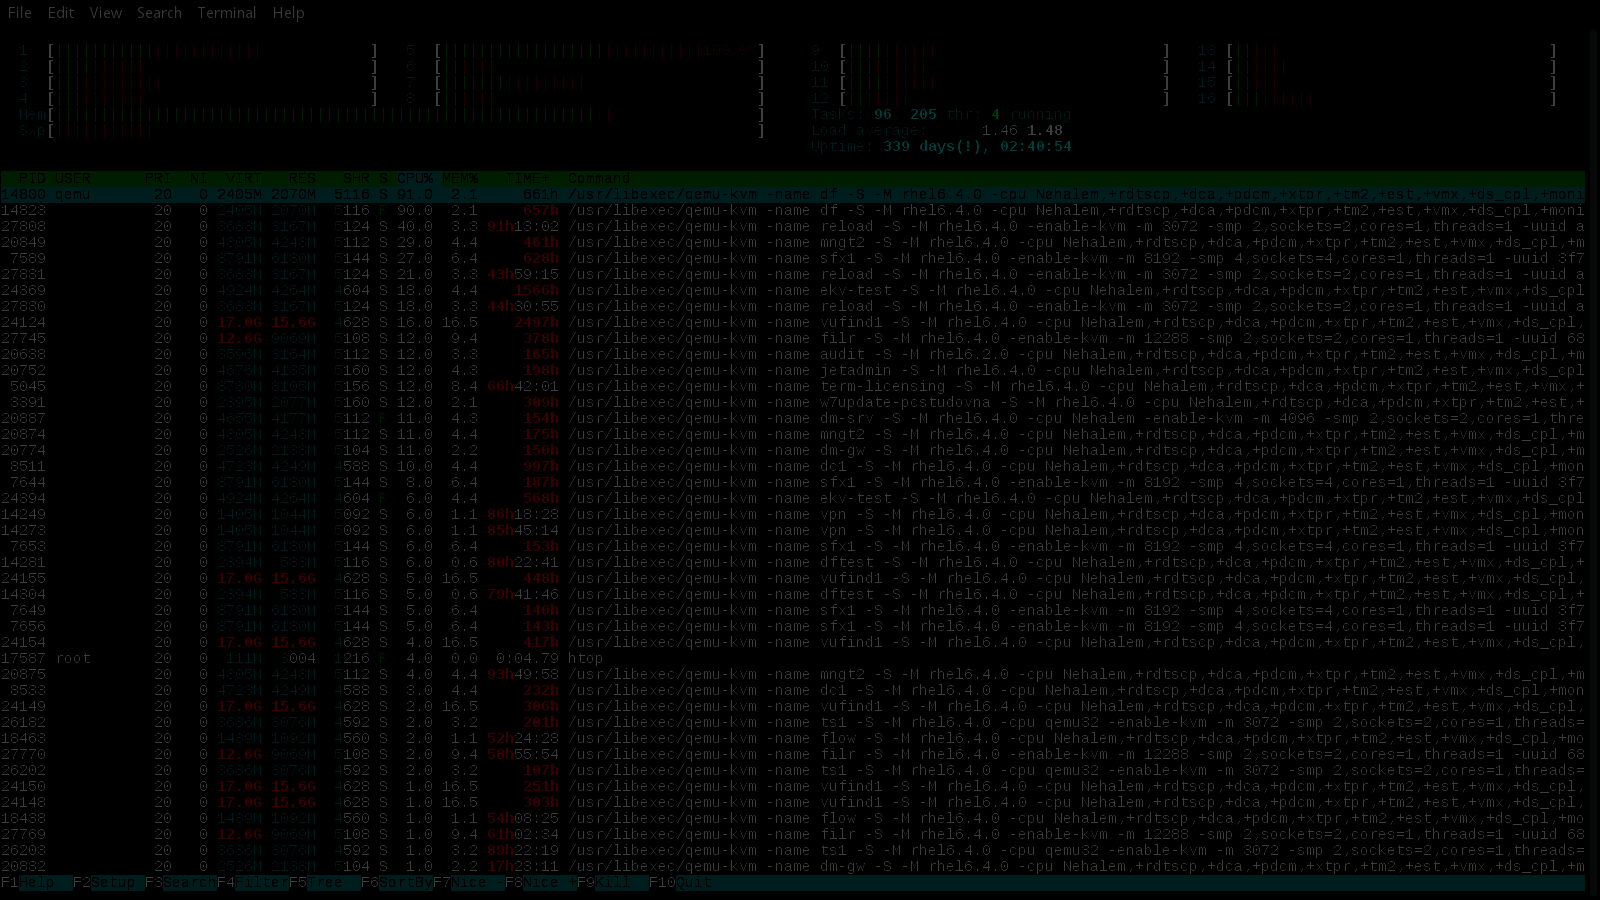 File Edit View Search Terminal Help
1 [ ] 5 [ ] 9 [ ] 13 [ ]
2 [ ] 6 [ ] 10 [ ] 14 [ ]
3 [ ] 7 [ ] 11 [ ] 15 [ ]
4 [ ] 8 [ ] 12 [ ] 16 [ ]
Mem[ ] Tasks: 96, 205 thr; 4 running
Swp[ ] Load average: 1.46 1.48
Uptime: 339 days(!), 02:40:54
PID USER PRI NI VIRT RES SHR S CPU% MEM% TIME+ Command
14800 qemu 20 0 2405M 2070M 5116 S 91.0 2.1 661h /usr/libexec/qemu-kvm -name df -S -M rhel6.4.0 -cpu Nehalem,+rdtscp,+dca,+pdcm,+xtpr,+tm2,+est,+vmx,+ds_cpl,+moni
14823 20 0 2405M 2070M 5116 R 90.0 2.1 657h /usr/libexec/qemu-kvm -name df -S -M rhel6.4.0 -cpu Nehalem,+rdtscp,+dca,+pdcm,+xtpr,+tm2,+est,+vmx,+ds_cpl,+moni
27808 20 0 3683M 3167M 5124 S 40.0 3.3 91h13:02 /usr/libexec/qemu-kvm -name reload -S -M rhel6.4.0 -enable-kvm -m 3072 -smp 2,sockets=2,cores=1,threads=1 -uuid a
20849 20 0 4805M 4248M 5112 S 29.0 4.4 461h /usr/libexec/qemu-kvm -name mngt2 -S -M rhel6.4.0 -cpu Nehalem,+rdtscp,+dca,+pdcm,+xtpr,+tm2,+est,+vmx,+ds_cpl,+m
7589 20 0 8791M 6180M 5144 S 27.0 6.4 628h /usr/libexec/qemu-kvm -name sfx1 -S -M rhel6.4.0 -enable-kvm -m 8192 -smp 4,sockets=4,cores=1,threads=1 -uuid 3f7
27831 20 0 3683M 3167M 5124 S 21.0 3.3 43h59:15 /usr/libexec/qemu-kvm -name reload -S -M rhel6.4.0 -enable-kvm -m 3072 -smp 2,sockets=2,cores=1,threads=1 -uuid a
24369 20 0 4924M 4264M 4604 S 18.0 4.4 1566h /usr/libexec/qemu-kvm -name ekv-test -S -M rhel6.4.0 -cpu Nehalem,+rdtscp,+dca,+pdcm,+xtpr,+tm2,+est,+vmx,+ds_cpl
27830 20 0 3683M 3167M 5124 S 18.0 3.3 44h30:55 /usr/libexec/qemu-kvm -name reload -S -M rhel6.4.0 -enable-kvm -m 3072 -smp 2,sockets=2,cores=1,threads=1 -uuid a
24124 20 0 17.0G 15.6G 4628 S 16.0 16.5 2497h /usr/libexec/qemu-kvm -name vufind1 -S -M rhel6.4.0 -cpu Nehalem,+rdtscp,+dca,+pdcm,+xtpr,+tm2,+est,+vmx,+ds_cpl,
27745 20 0 12.6G 9069M 5108 S 12.0 9.4 378h /usr/libexec/qemu-kvm -name filr -S -M rhel6.4.0 -enable-kvm -m 12288 -smp 2,sockets=2,cores=1,threads=1 -uuid 68
20688 20 0 3596M 3164M 5112 S 12.0 3.3 165h /usr/libexec/qemu-kvm -name audit -S -M rhel6.2.0 -cpu Nehalem,+rdtscp,+dca,+pdcm,+xtpr,+tm2,+est,+vmx,+ds_cpl,+m
20752 20 0 4676M 4135M 5160 S 12.0 4.3 198h /usr/libexec/qemu-kvm -name jetadmin -S -M rhel6.4.0 -cpu Nehalem,+rdtscp,+dca,+pdcm,+xtpr,+tm2,+est,+vmx,+ds_cpl
5045 20 0 8780M 8105M 5156 S 12.0 8.4 66h42:01 /usr/libexec/qemu-kvm -name term-licensing -S -M rhel6.4.0 -cpu Nehalem,+rdtscp,+dca,+pdcm,+xtpr,+tm2,+est,+vmx,+
3391 20 0 2395M 2077M 5160 S 12.0 2.1 309h /usr/libexec/qemu-kvm -name w7update-pcstudovna -S -M rhel6.4.0 -cpu Nehalem,+rdtscp,+dca,+pdcm,+xtpr,+tm2,+est,+
20887 20 0 4655M 4177M 5112 R 11.0 4.3 154h /usr/libexec/qemu-kvm -name dm-srv -S -M rhel6.4.0 -cpu Nehalem -enable-kvm -m 4096 -smp 2,sockets=2,cores=1,thre
20874 20 0 4805M 4248M 5112 S 11.0 4.4 175h /usr/libexec/qemu-kvm -name mngt2 -S -M rhel6.4.0 -cpu Nehalem,+rdtscp,+dca,+pdcm,+xtpr,+tm2,+est,+vmx,+ds_cpl,+m
20774 20 0 2526M 2138M 5104 S 11.0 2.2 150h /usr/libexec/qemu-kvm -name dm-gw -S -M rhel6.4.0 -cpu Nehalem,+rdtscp,+dca,+pdcm,+xtpr,+tm2,+est,+vmx,+ds_cpl,+m
8511 20 0 4723M 4249M 4588 S 10.0 4.4 997h /usr/libexec/qemu-kvm -name dc1 -S -M rhel6.4.0 -cpu Nehalem,+rdtscp,+dca,+pdcm,+xtpr,+tm2,+est,+vmx,+ds_cpl,+mon
7644 20 0 8791M 6180M 5144 S 8.0 6.4 187h /usr/libexec/qemu-kvm -name sfx1 -S -M rhel6.4.0 -enable-kvm -m 8192 -smp 4,sockets=4,cores=1,threads=1 -uuid 3f7
24394 20 0 4924M 4264M 4604 R 6.0 4.4 568h /usr/libexec/qemu-kvm -name ekv-test -S -M rhel6.4.0 -cpu Nehalem,+rdtscp,+dca,+pdcm,+xtpr,+tm2,+est,+vmx,+ds_cpl
14249 20 0 1405M 1044M 5092 S 6.0 1.1 86h18:28 /usr/libexec/qemu-kvm -name vpn -S -M rhel6.4.0 -cpu Nehalem,+rdtscp,+dca,+pdcm,+xtpr,+tm2,+est,+vmx,+ds_cpl,+mon
14273 20 0 1405M 1044M 5092 S 6.0 1.1 85h45:14 /usr/libexec/qemu-kvm -name vpn -S -M rhel6.4.0 -cpu Nehalem,+rdtscp,+dca,+pdcm,+xtpr,+tm2,+est,+vmx,+ds_cpl,+mon
7653 20 0 8791M 6180M 5144 S 6.0 6.4 153h /usr/libexec/qemu-kvm -name sfx1 -S -M rhel6.4.0 -enable-kvm -m 8192 -smp 4,sockets=4,cores=1,threads=1 -uuid 3f7
14281 20 0 2394M 583M 5116 S 6.0 0.6 80h22:41 /usr/libexec/qemu-kvm -name dftest -S -M rhel6.4.0 -cpu Nehalem,+rdtscp,+dca,+pdcm,+xtpr,+tm2,+est,+vmx,+ds_cpl,+
24155 20 0 17.0G 15.6G 4628 S 5.0 16.5 448h /usr/libexec/qemu-kvm -name vufind1 -S -M rhel6.4.0 -cpu Nehalem,+rdtscp,+dca,+pdcm,+xtpr,+tm2,+est,+vmx,+ds_cpl,
14304 20 0 2394M 583M 5116 S 5.0 0.6 79h41:46 /usr/libexec/qemu-kvm -name dftest -S -M rhel6.4.0 -cpu Nehalem,+rdtscp,+dca,+pdcm,+xtpr,+tm2,+est,+vmx,+ds_cpl,+
7649 20 0 8791M 6180M 5144 S 5.0 6.4 140h /usr/libexec/qemu-kvm -name sfx1 -S -M rhel6.4.0 -enable-kvm -m 8192 -smp 4,sockets=4,cores=1,threads=1 -uuid 3f7
7656 20 0 8791M 6180M 5144 S 5.0 6.4 143h /usr/libexec/qemu-kvm -name sfx1 -S -M rhel6.4.0 -enable-kvm -m 8192 -smp 4,sockets=4,cores=1,threads=1 -uuid 3f7
24154 20 0 17.0G 15.6G 4628 S 4.0 16.5 417h /usr/libexec/qemu-kvm -name vufind1 -S -M rhel6.4.0 -cpu Nehalem,+rdtscp,+dca,+pdcm,+xtpr,+tm2,+est,+vmx,+ds_cpl,
17587 root 20 0 111M 1216 R 4.0 0.0 0:04.79 htop
20875 20 0 4805M 4248M 5112 S 4.0 4.4 93h49:58 /usr/libexec/qemu-kvm -name mngt2 -S -M rhel6.4.0 -cpu Nehalem,+rdtscp,+dca,+pdcm,+xtpr,+tm2,+est,+vmx,+ds_cpl,+m
8533 20 0 4723M 4249M 4588 S 3.0 4.4 232h /usr/libexec/qemu-kvm -name dc1 -S -M rhel6.4.0 -cpu Nehalem,+rdtscp,+dca,+pdcm,+xtpr,+tm2,+est,+vmx,+ds_cpl,+mon
24149 20 0 17.0G 15.6G 4628 S 2.0 16.5 306h /usr/libexec/qemu-kvm -name vufind1 -S -M rhel6.4.0 -cpu Nehalem,+rdtscp,+dca,+pdcm,+xtpr,+tm2,+est,+vmx,+ds_cpl,
26182 20 0 3636M 3076M 4592 S 2.0 3.2 201h /usr/libexec/qemu-kvm -name ts1 -S -M rhel6.4.0 -cpu qemu32 -enable-kvm -m 3072 -smp 2,sockets=2,cores=1,threads=
18463 20 0 1439M 1092M 4560 S 2.0 1.1 52h24:28 /usr/libexec/qemu-kvm -name flow -S -M rhel6.4.0 -cpu Nehalem,+rdtscp,+dca,+pdcm,+xtpr,+tm2,+est,+vmx,+ds_cpl,+mo
27770 20 0 12.6G 9069M 5108 S 2.0 9.4 58h55:54 /usr/libexec/qemu-kvm -name filr -S -M rhel6.4.0 -enable-kvm -m 12288 -smp 2,sockets=2,cores=1,threads=1 -uuid 68
26202 20 0 3636M 3076M 4592 S 2.0 3.2 107h /usr/libexec/qemu-kvm -name ts1 -S -M rhel6.4.0 -cpu qemu32 -enable-kvm -m 3072 -smp 2,sockets=2,cores=1,threads=
24150 20 0 17.0G 15.6G 4628 S 1.0 16.5 251h /usr/libexec/qemu-kvm -name vufind1 -S -M rhel6.4.0 -cpu Nehalem,+rdtscp,+dca,+pdcm,+xtpr,+tm2,+est,+vmx,+ds_cpl,
24148 20 0 17.0G 15.6G 4628 S 1.0 16.5 303h /usr/libexec/qemu-kvm -name vufind1 -S -M rhel6.4.0 -cpu Nehalem,+rdtscp,+dca,+pdcm,+xtpr,+tm2,+est,+vmx,+ds_cpl,
18438 20 0 1439M 1092M 4560 S 1.0 1.1 54h08:25 /usr/libexec/qemu-kvm -name flow -S -M rhel6.4.0 -cpu Nehalem,+rdtscp,+dca,+pdcm,+xtpr,+tm2,+est,+vmx,+ds_cpl,+mo
27769 20 0 12.6G 9069M 5108 S 1.0 9.4 61h02:34 /usr/libexec/qemu-kvm -name filr -S -M rhel6.4.0 -enable-kvm -m 12288 -smp 2,sockets=2,cores=1,threads=1 -uuid 68
26203 20 0 3636M 3076M 4592 S 1.0 3.2 89h22:19 /usr/libexec/qemu-kvm -name ts1 -S -M rhel6.4.0 -cpu qemu32 -enable-kvm -m 3072 -smp 2,sockets=2,cores=1,threads=
20832 20 0 2526M 2138M 5104 S 1.0 2.2 17h23:11 /usr/libexec/qemu-kvm -name dm-gw -S -M rhel6.4.0 -cpu Nehalem,+rdtscp,+dca,+pdcm,+xtpr,+tm2,+est,+vmx,+ds_cpl,+m
F1Help F2Setup F3SearchF4FilterF5Tree F6SortByF7Nice -F8Nice +F9Kill F10Quit